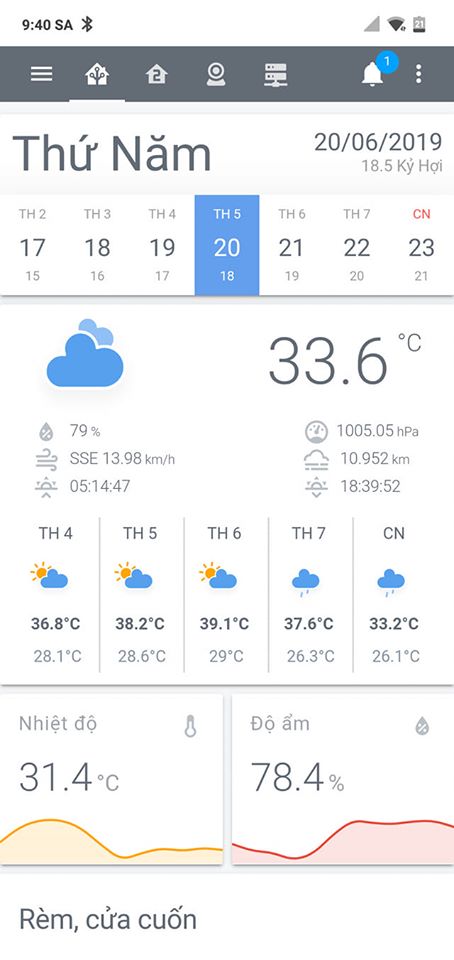 9:40 SA 21
2 1
Thứ Năm 20/06/2019
18.5 Kỷ Hợi
TH 2 TH 3 TH 4 TH 5 TH 6 TH 7 CN
17 18 19 20 21 22 23
15 16 17 18 19 20 21
33.6 °C
79 % 1005.05 hPa
SSE 13.98 km/h 10.952 km
05:14:47 18:39:52
TH 4 TH 5 TH 6 TH 7 CN
36.8°C 38.2°C 39.1°C 37.6°C 33.2°C
28.1°C 28.6°C 29°C 26.3°C 26.1°C
Nhiệt độ Độ ẩm
31.4 °C 78.4 %
Rèm, cửa cuốn